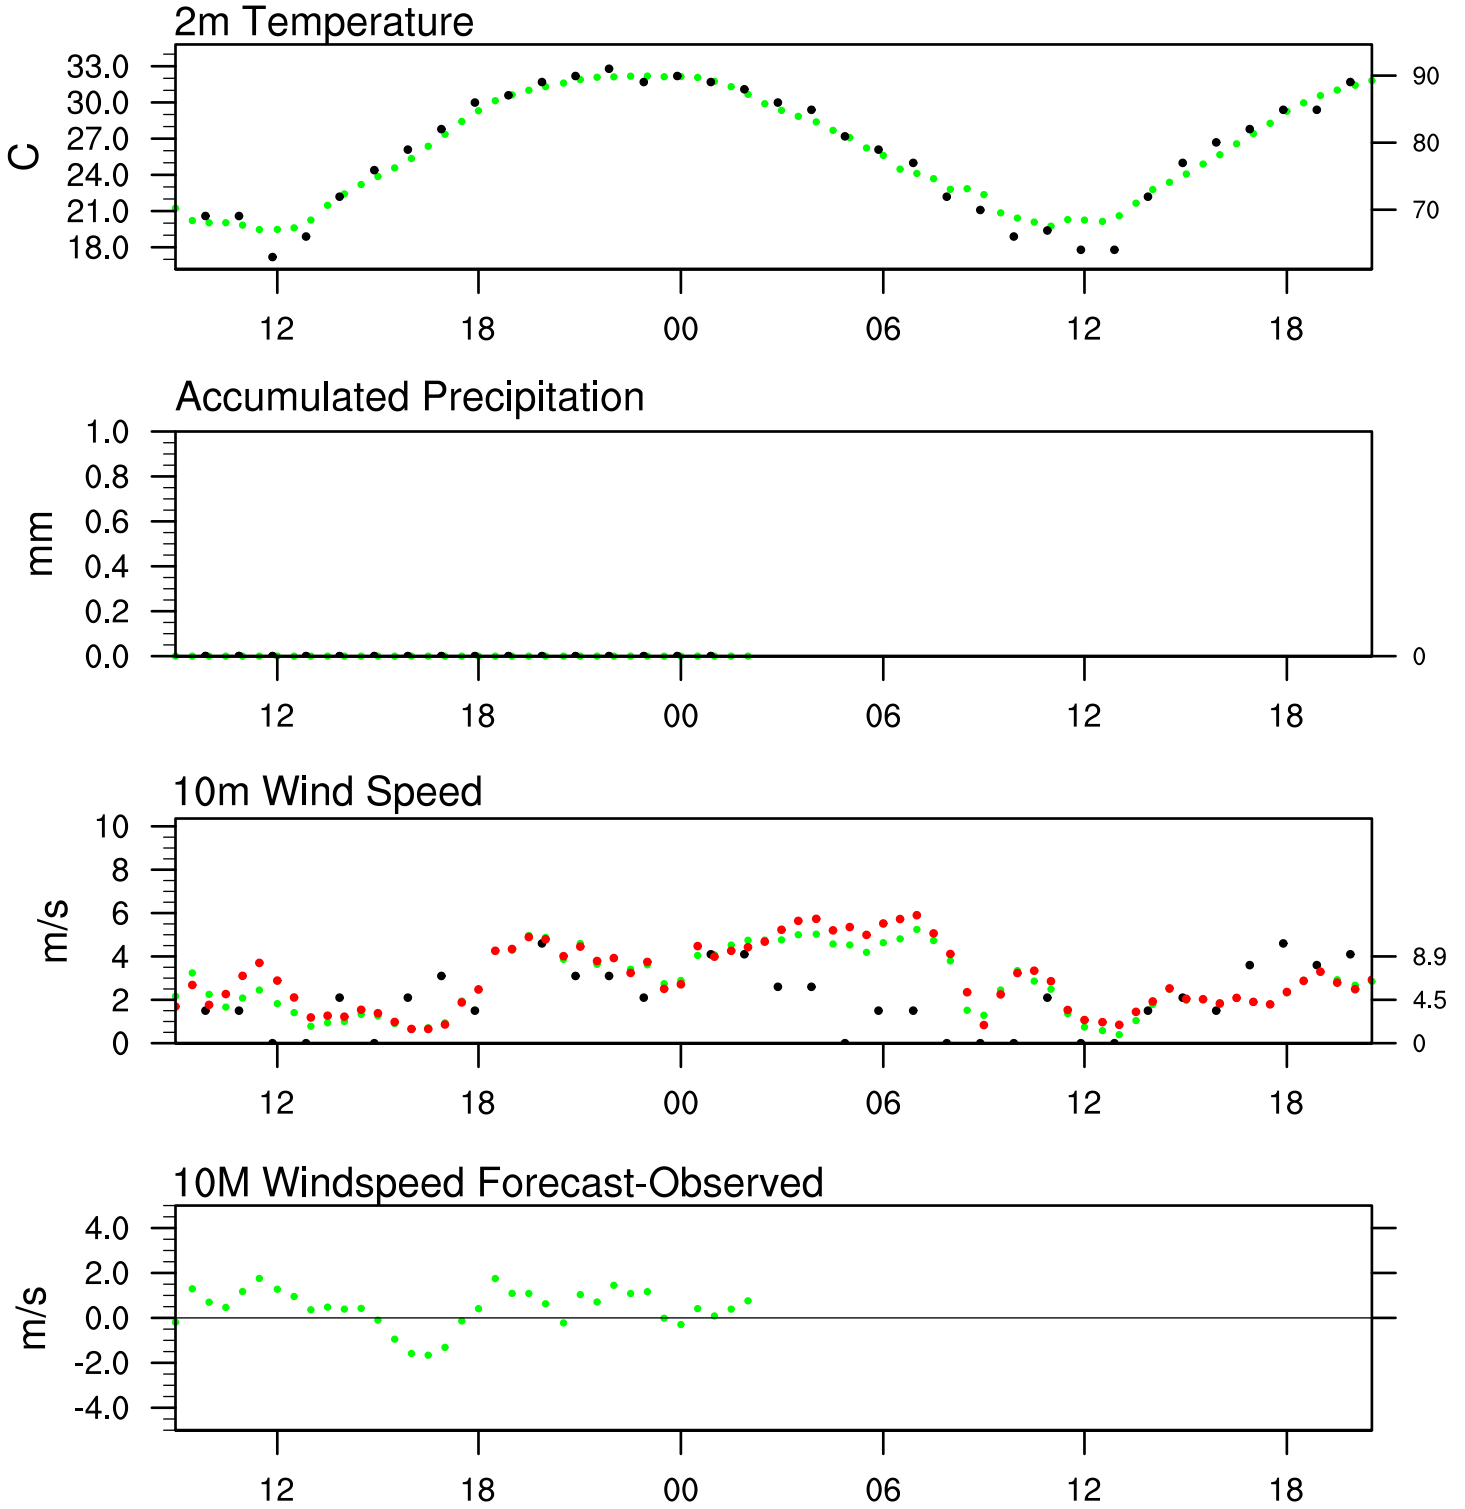 2m Temperature
33.0
30.0
27.0
24.0
21.0
18.0
C
90
80
70
12 18 00 06 12 18
Accumulated Precipitation
1.0
0.8
0.6
0.4
0.2
0.0
mm
0
12 18 00 06 12 18
10m Wind Speed
10
8
6
4
2
0
m/s
8.9
4.5
0
12 18 00 06 12 18
10M Windspeed Forecast-Observed
4.0
2.0
0.0
-2.0
-4.0
m/s
12 18 00 06 12 18